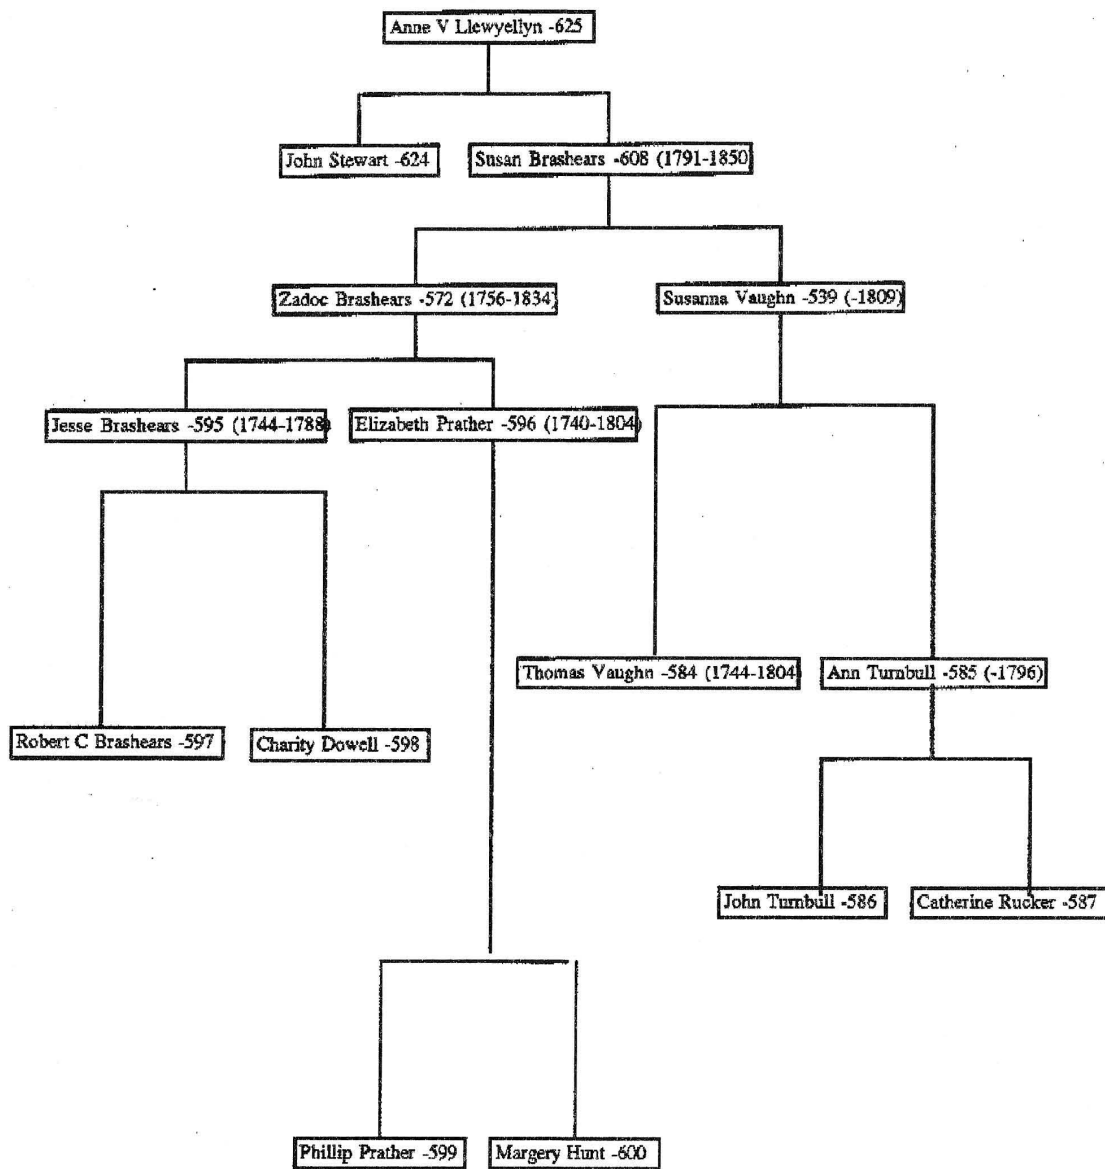 Anne V Llewyellyn -625
John Stewart -624
Susan Brashears -608 (1791-1850
Zadoc Brashears -572 (1756-1834)
Susanna Vaughn -539 (-1809)
Jesse Brashears -595 (1744-1788)
Elizabeth Prather -596 (1740-1804)
Thomas Vaughn -584 (1744-1804)
Ann Turnbull -585 (-1796)
Robert C Brashears -597
Charity Dowell -598
John Turnbull -586
Catherine Rucker -587
Phillip Prather -599
Margery Hunt -600